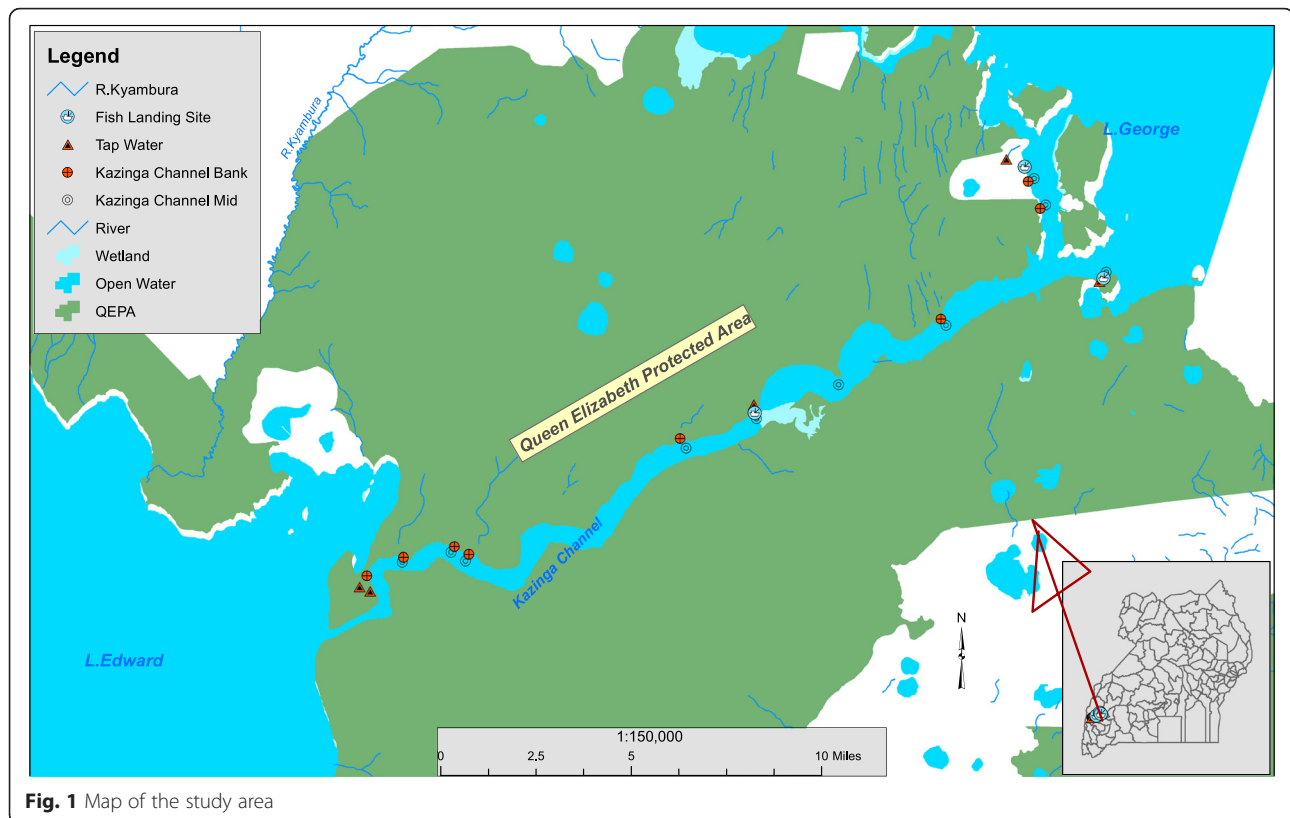 Legend
R.Kyambura
Fish Landing Site
Tap Water
Kazinga Channel Bank
Kazinga Channel Mid
River
Wetland
Open Water
QEPA
R.Kyambura
L.George
Queen Elizabeth Protected Area
Kazinga Channel
L.Edward
N
1:150,000
0 2.5 5 10 Miles
Fig. 1 Map of the study area